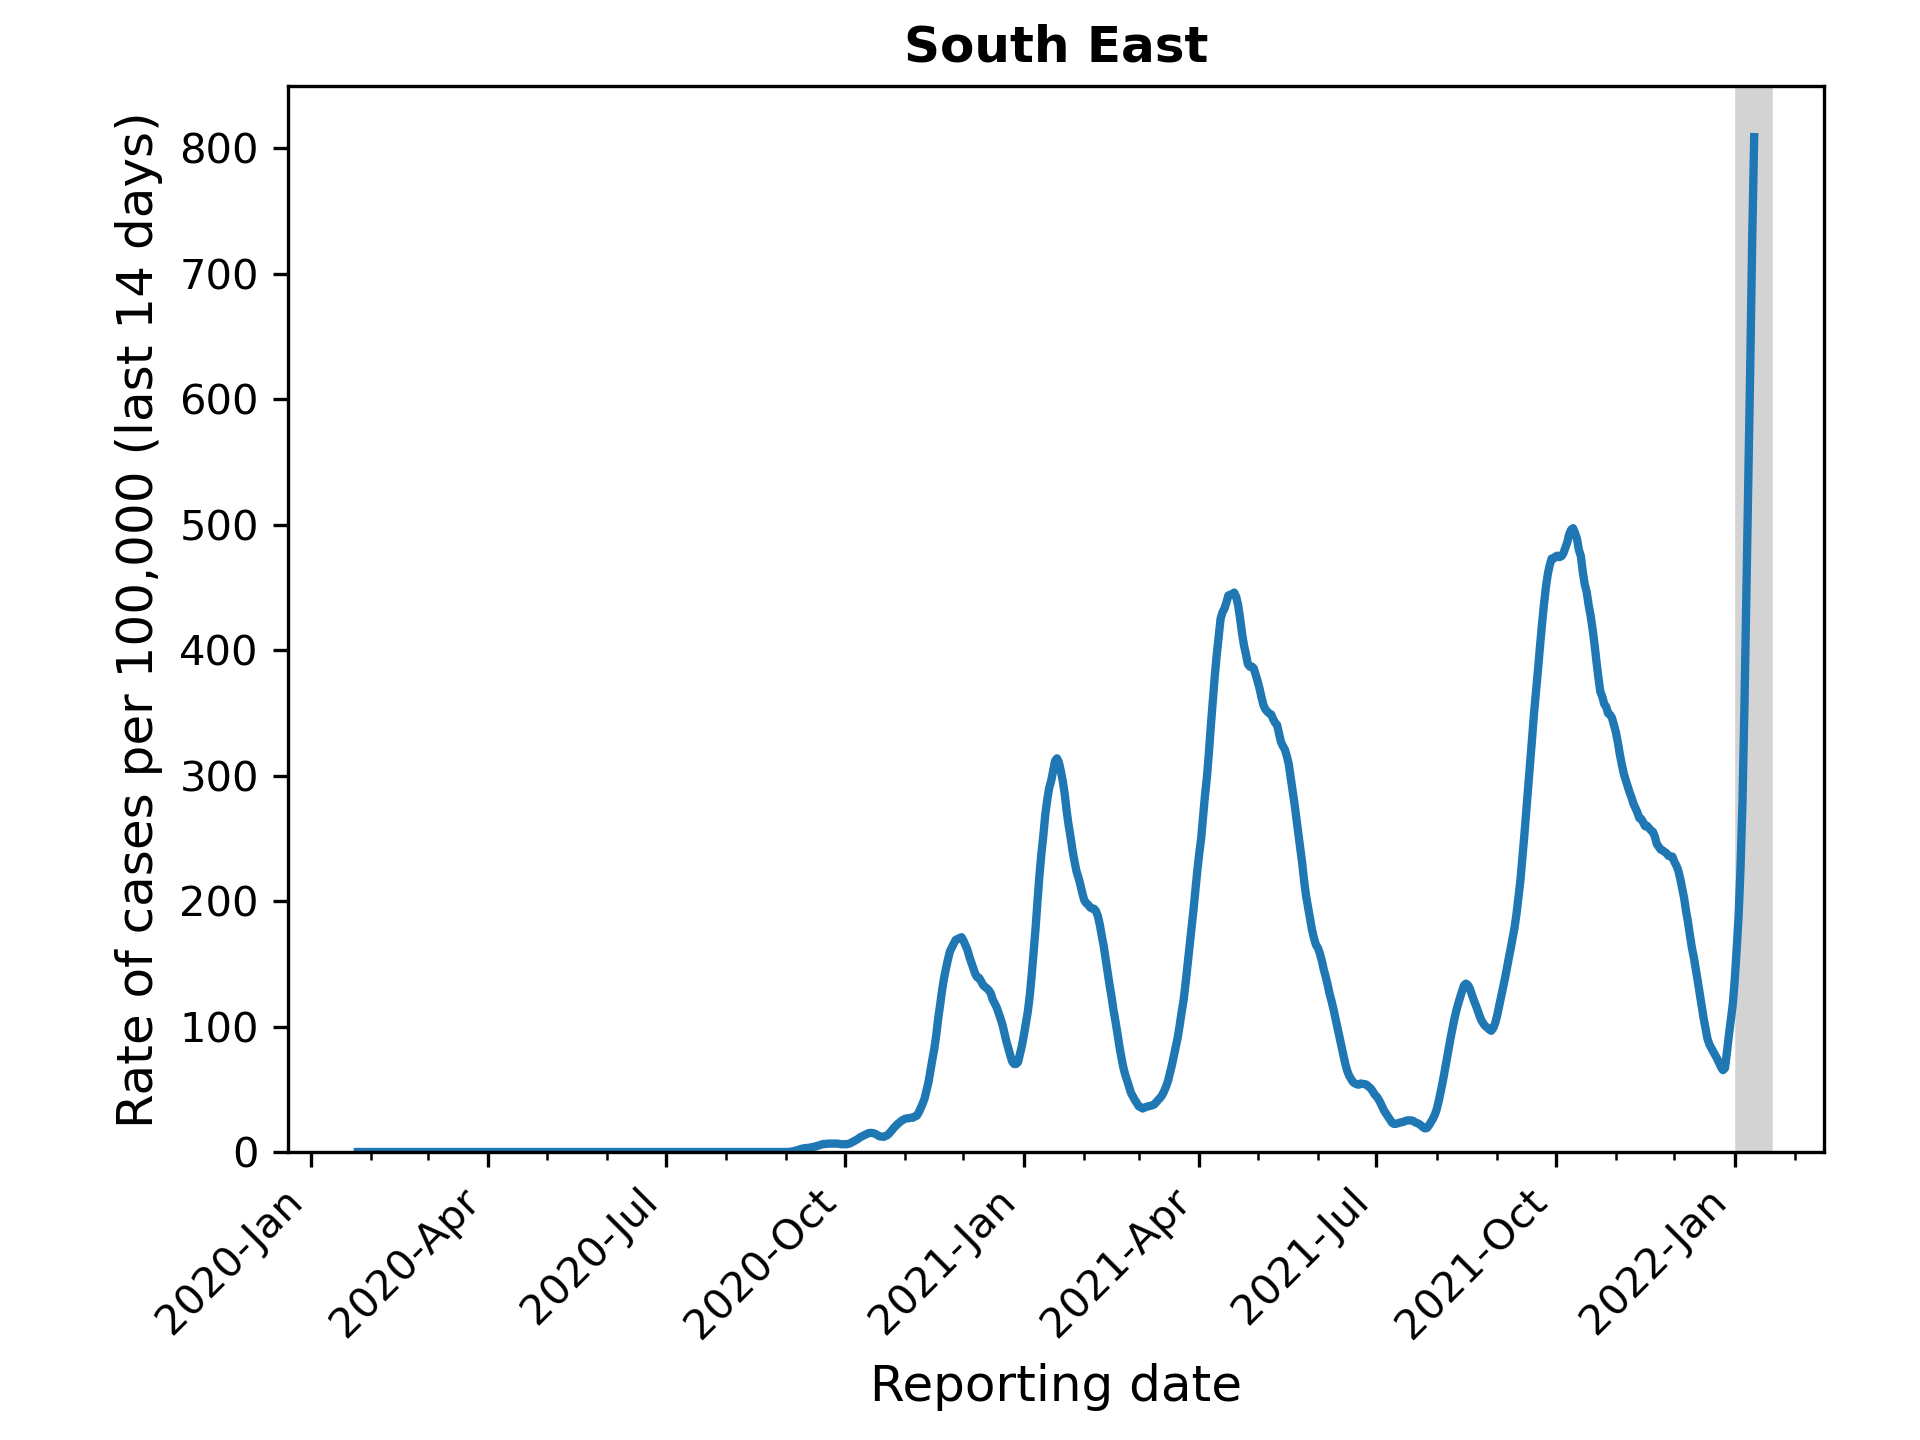 South East
Rate of cases per 100,000 (last 14 days)
800
700
600
500
400
300
200
100
0
2020-Jan
2020-Apr
2020-Jul
2020-Oct
2021-Jan
2021-Apr
2021-Jul
2021-Oct
2022-Jan
Reporting date